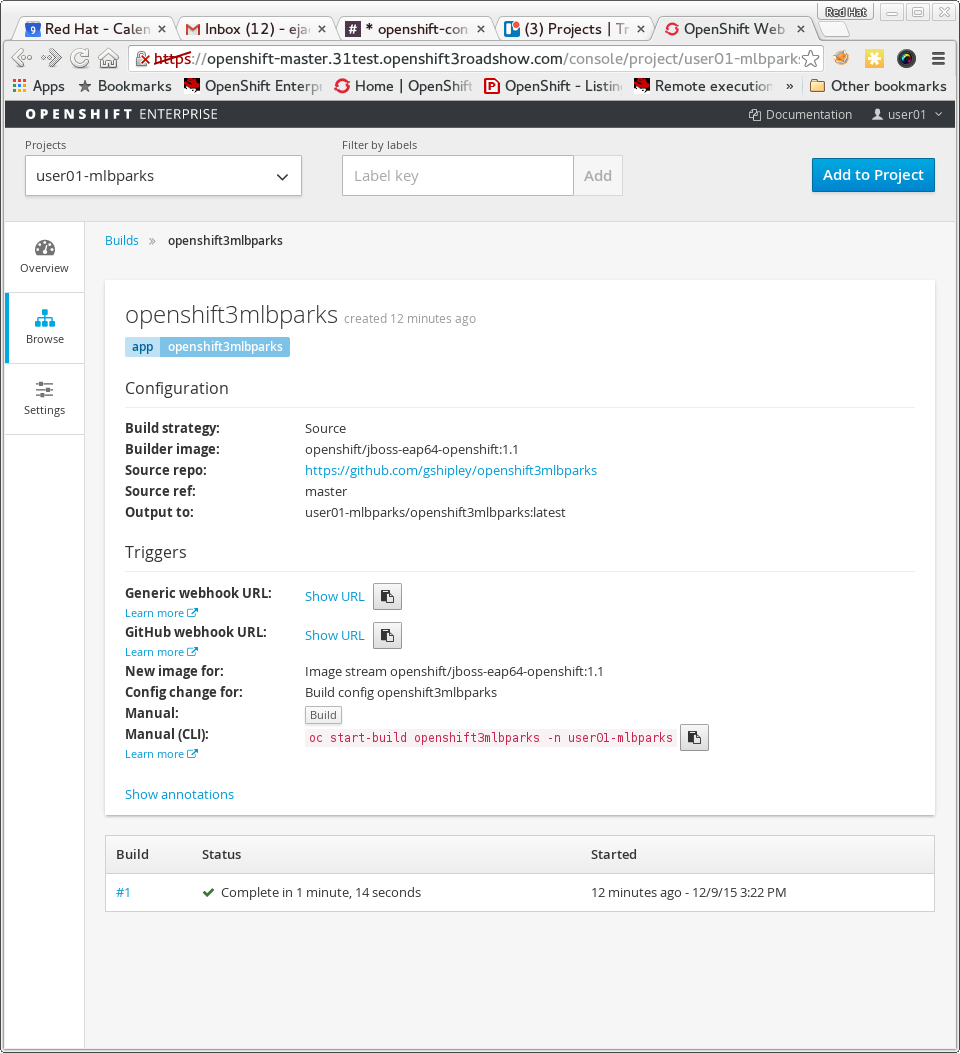 Red Hat
Red Hat - Calen
Inbox (12) - ejac
* openshift-con
(3) Projects | Tr
OpenShift Web
https://openshift-master.31test.openshift3roadshow.com/console/project/user01-mlbparks
Apps
Bookmarks
OpenShift Enterpr
Home | OpenShift
OpenShift - Listin
Remote execution
»
Other bookmarks
OPENSHIFT ENTERPRISE
Documentation
user01
Projects
Filter by labels
user01-mlbparks
Label key
Add
Add to Project
Overview
Browse
Settings
Builds » openshift3mlbparks
openshift3mlbparks created 12 minutes ago
app openshift3mlbparks
Configuration
Build strategy: Source
Builder image: openshift/jboss-eap64-openshift:1.1
Source repo: https://github.com/gshipley/openshift3mlbparks
Source ref: master
Output to: user01-mlbparks/openshift3mlbparks:latest
Triggers
Generic webhook URL: Show URL
Learn more
GitHub webhook URL: Show URL
Learn more
New image for: Image stream openshift/jboss-eap64-openshift:1.1
Config change for: Build config openshift3mlbparks
Manual: Build
Manual (CLI): oc start-build openshift3mlbparks -n user01-mlbparks
Learn more
Show annotations
Build Status Started
#1 Complete in 1 minute, 14 seconds 12 minutes ago - 12/9/15 3:22 PM